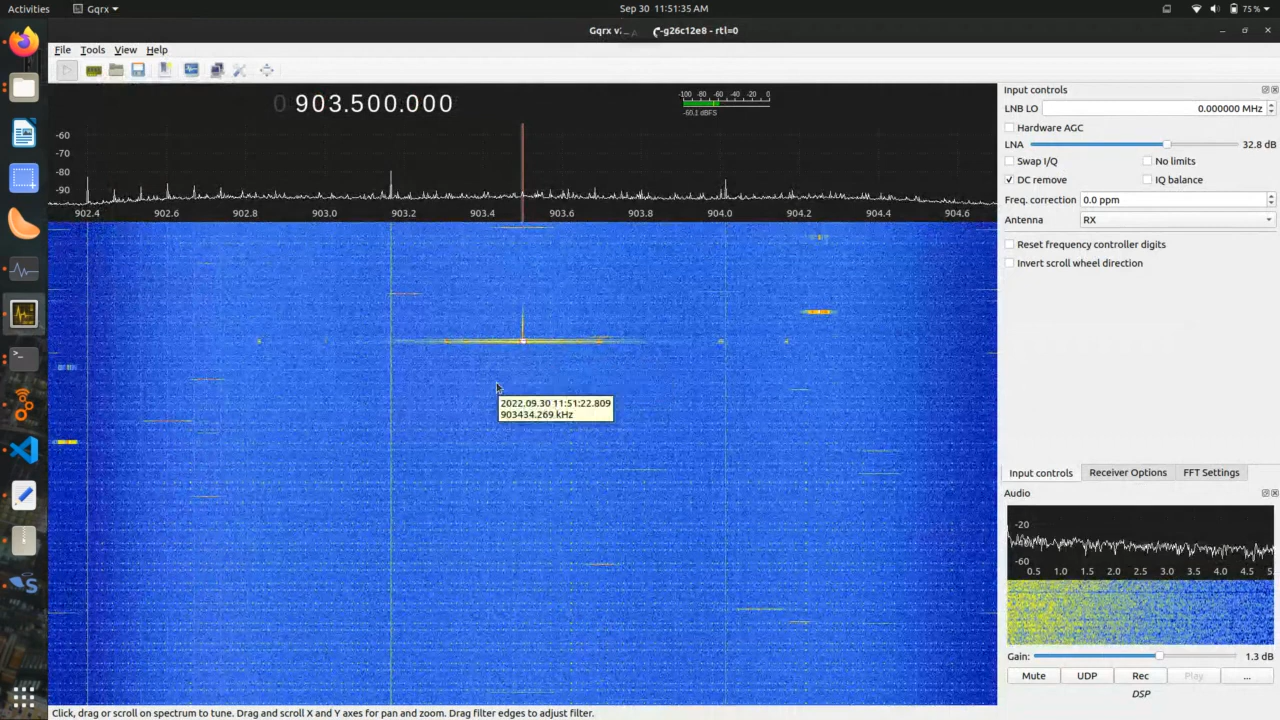 Activities Gqrx Sep 30 11:51:35 AM 75 %
Gqrx -g26c12e8 - rtl=0
File Tools View Help
0 903.500.000
-100 -80 -60 -40 -20 0
-60.1 dBFS
-60
-70
-80
-90
902.4 902.6 902.8 903.0 903.2 903.4 903.6 903.8 904.0 904.2 904.4 904.6
2022.09.30 11:51:22.809
903434.269 kHz
Click, drag or scroll on spectrum to tune. Drag and scroll X and Y axes for pan and zoom. Drag filter edges to adjust filter.
Input controls
LNB LO 0.000000 MHz
Hardware AGC
LNA 32.8 dB
Swap I/Q No limits
DC remove IQ balance
Freq. correction 0.0 ppm
Antenna RX
Reset frequency controller digits
Invert scroll wheel direction
Input controls Receiver Options FFT Settings
Audio
-20
-60
0.5 1.0 1.5 2.0 2.5 3.0 3.5 4.0 4.5
Gain: 1.3 dB
Mute UDP Rec Play ...
DSP